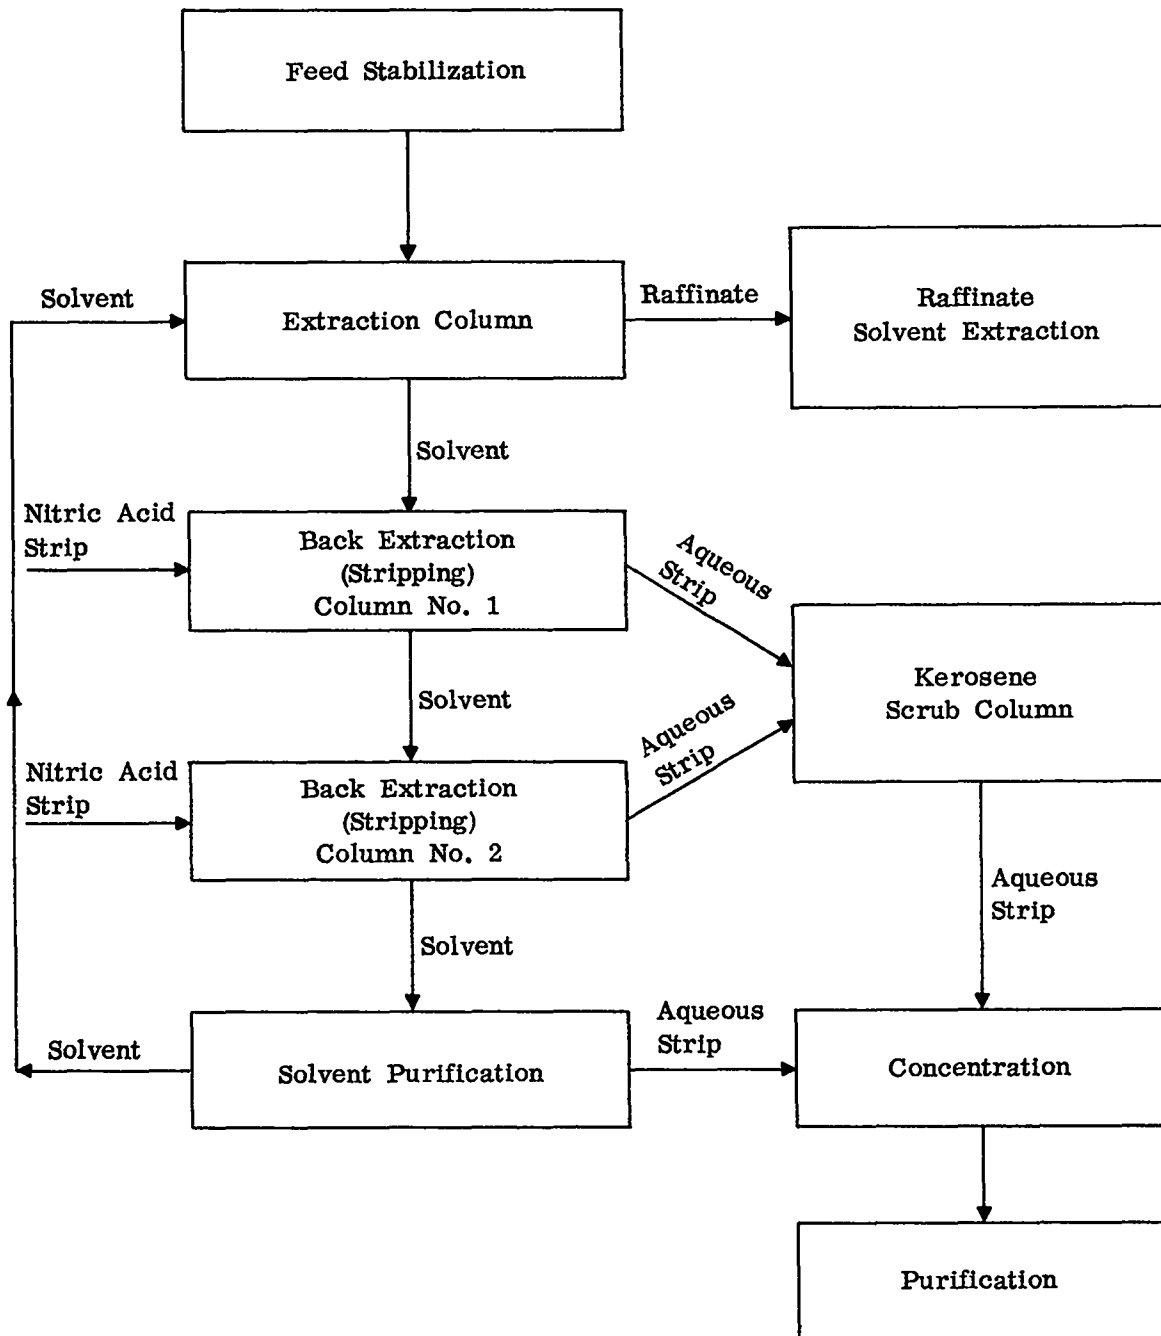 Feed Stabilization
Solvent
Extraction Column
Raffinate
Raffinate
Solvent Extraction
Solvent
Nitric Acid
Strip
Back Extraction
(Stripping)
Column No. 1
Aqueous
Strip
Kerosene
Scrub Column
Solvent
Aqueous
Strip
Nitric Acid
Strip
Back Extraction
(Stripping)
Column No. 2
Aqueous
Strip
Solvent
Solvent
Solvent Purification
Aqueous
Strip
Concentration
Purification